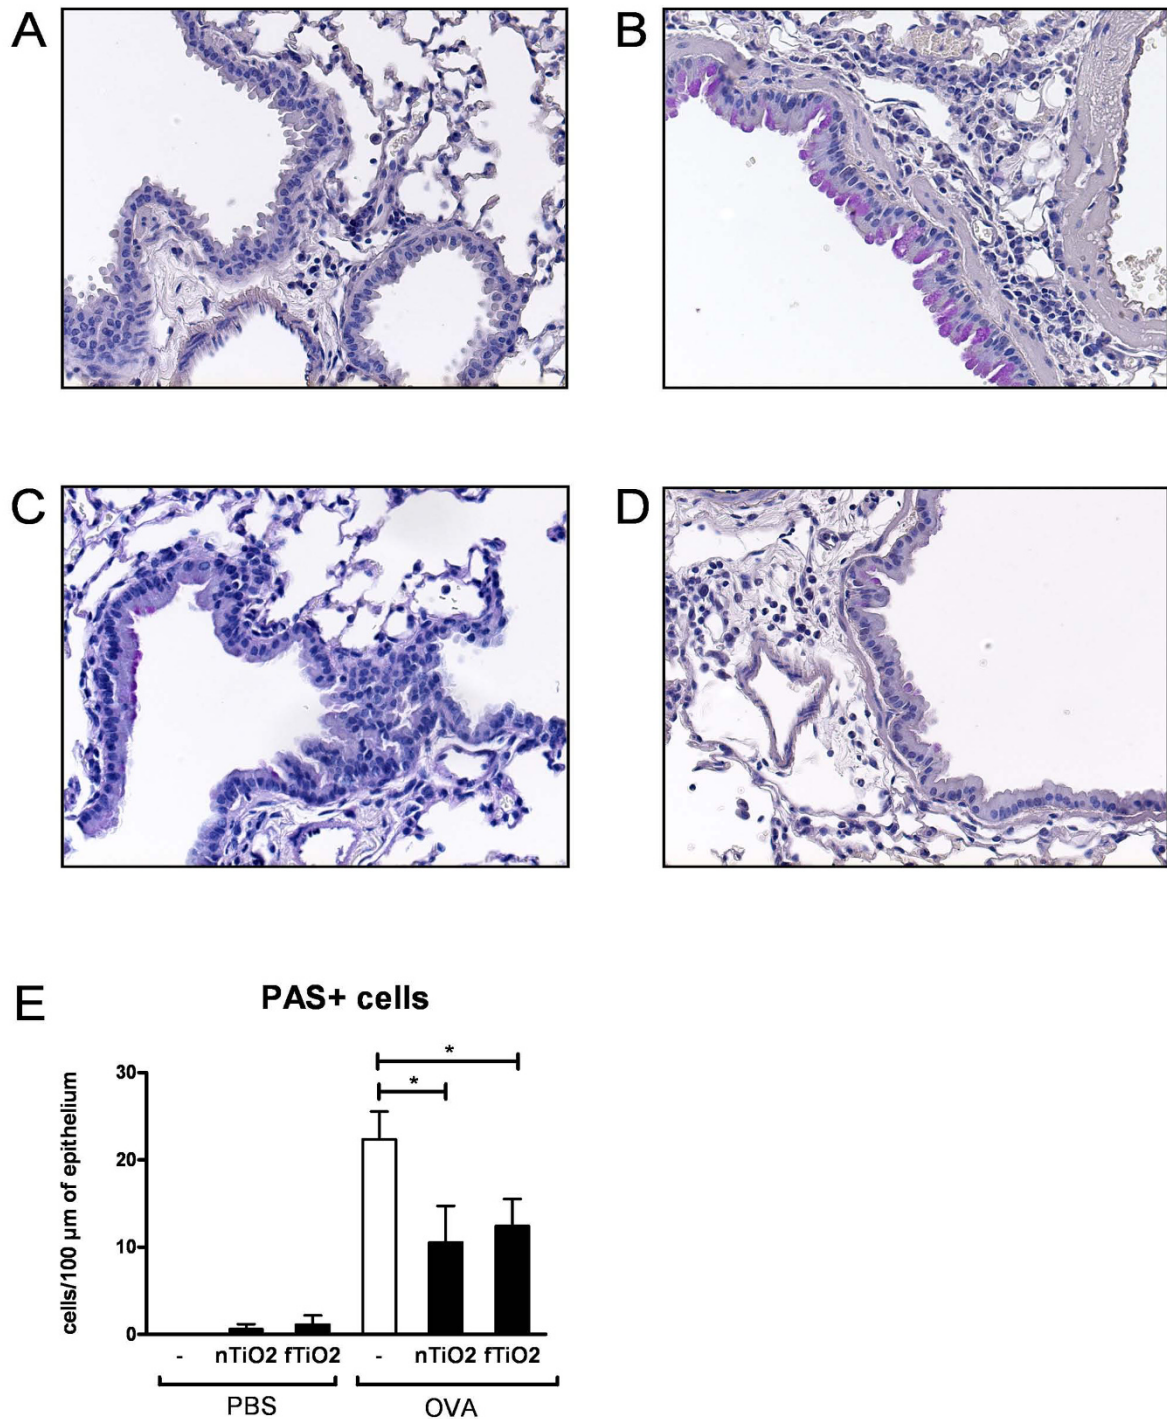 A
B
C
D
E
PAS+ cells
cells/100 µm of epithelium
30
20
10
0
*
*
- nTiO2 fTiO2 - nTiO2 fTiO2
PBS OVA